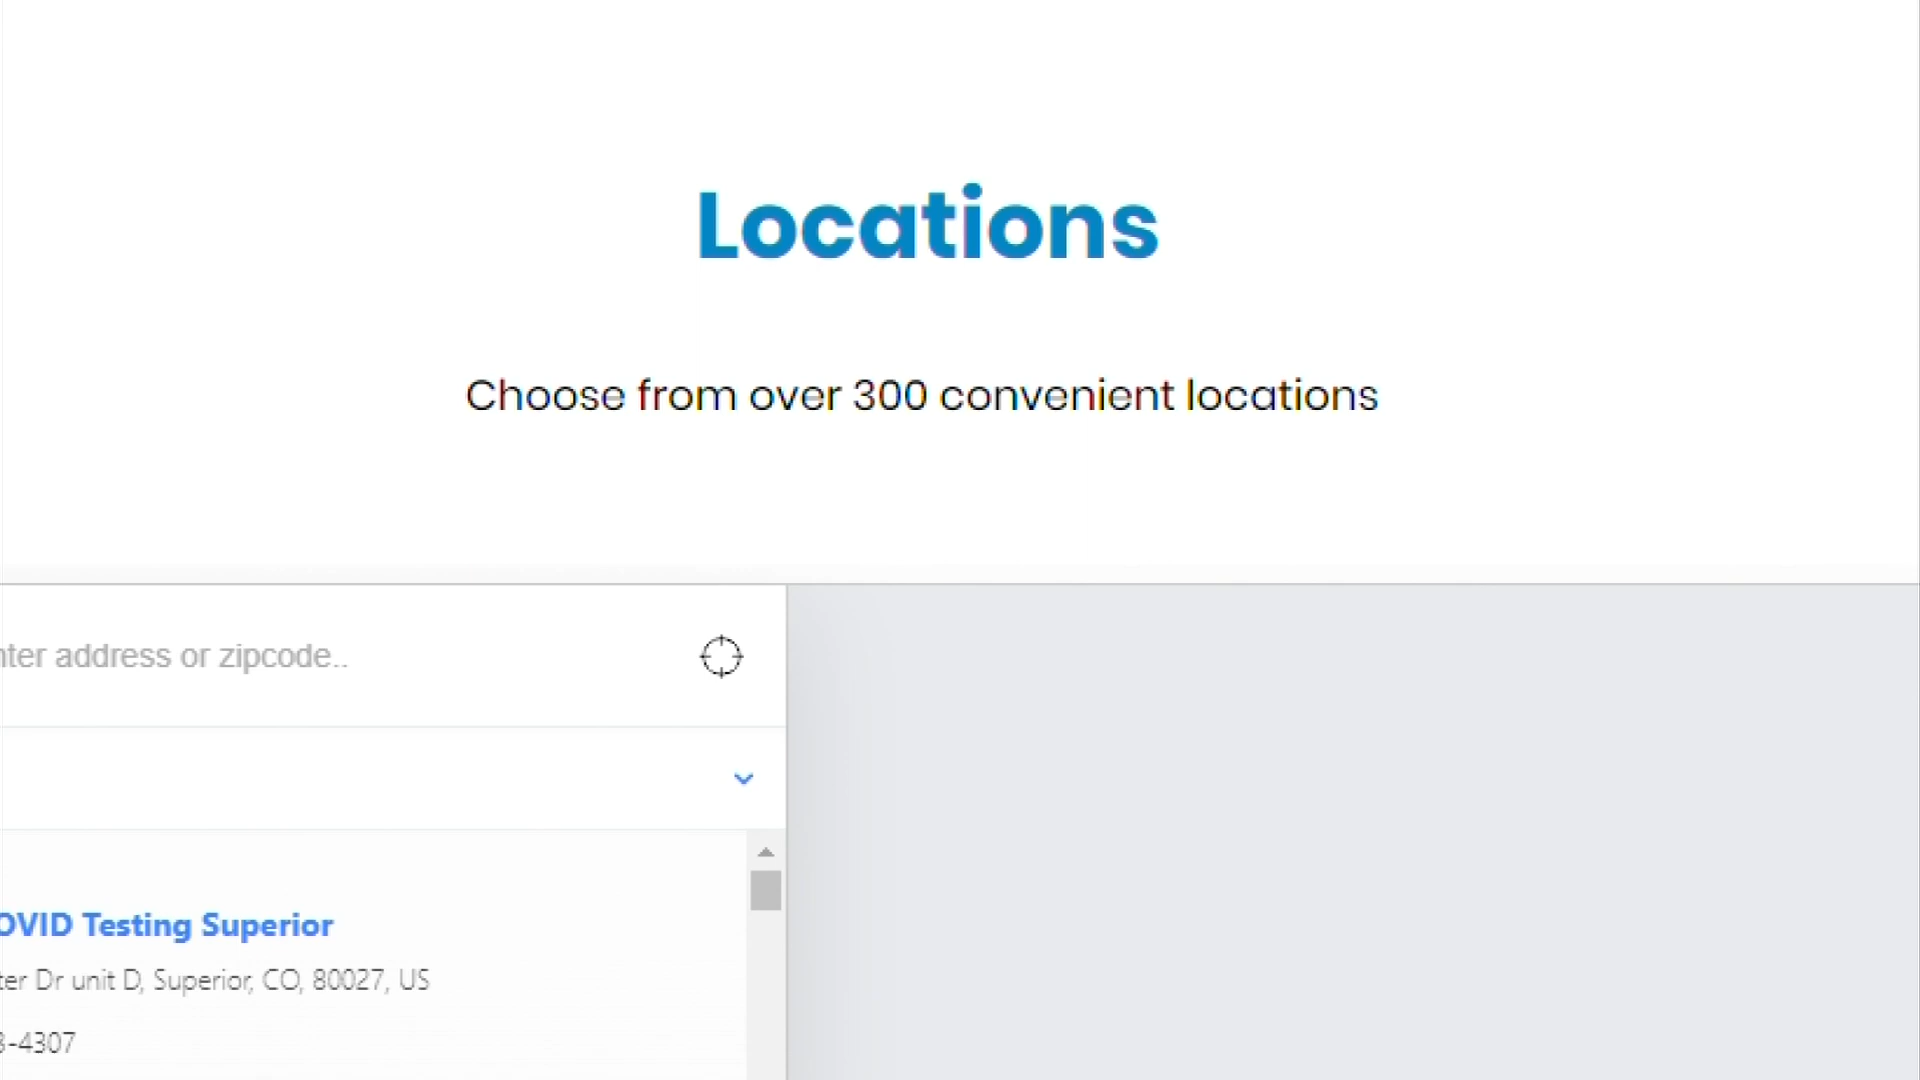 Locations
Choose from over 300 convenient locations
nter address or zipcode..
OVID Testing Superior
ter Dr unit D, Superior, CO, 80027, US
3-4307